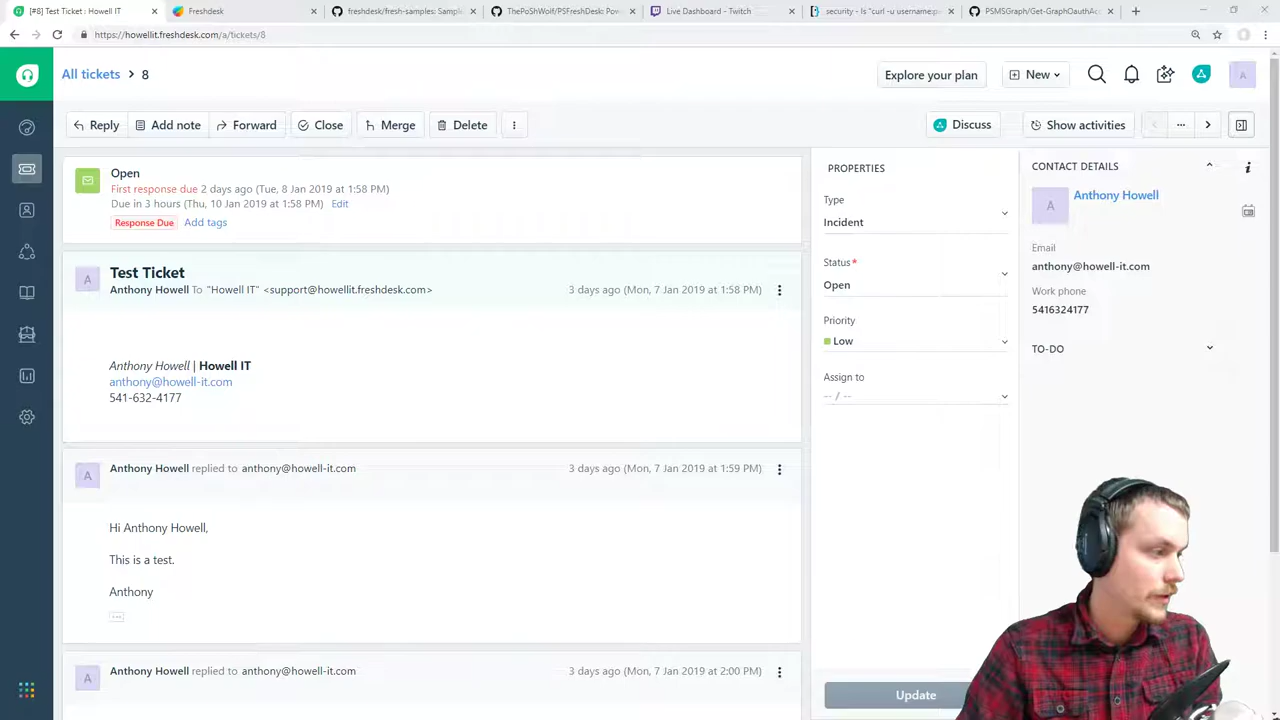 [#8] Test Ticket : Howell IT
Freshdesk
freshdesk/fresh-samples: Sampl
ThePoShWolf/PSFreshDesk: Pow
Live Dashboard - Twitch
security - Is "curl -u username:p
PSMSGraph/Get-GraphOauthAcc
https://howellit.freshdesk.com/a/tickets/8
All tickets > 8
Explore your plan
New
Reply
Add note
Forward
Close
Merge
Delete
Discuss
Show activities
Open
First response due 2 days ago (Tue, 8 Jan 2019 at 1:58 PM)
Due in 3 hours (Thu, 10 Jan 2019 at 1:58 PM) Edit
Response Due Add tags
A
Test Ticket
Anthony Howell To "Howell IT" <support@howellit.freshdesk.com>
3 days ago (Mon, 7 Jan 2019 at 1:58 PM)
Anthony Howell | Howell IT
anthony@howell-it.com
541-632-4177
A
Anthony Howell replied to anthony@howell-it.com
3 days ago (Mon, 7 Jan 2019 at 1:59 PM)
Hi Anthony Howell,
This is a test.
Anthony
A
Anthony Howell replied to anthony@howell-it.com
3 days ago (Mon, 7 Jan 2019 at 2:00 PM)
PROPERTIES
Type
Incident
Status*
Open
Priority
Low
Assign to
-- / --
Update
CONTACT DETAILS
A
Anthony Howell
Email
anthony@howell-it.com
Work phone
5416324177
TO-DO
A